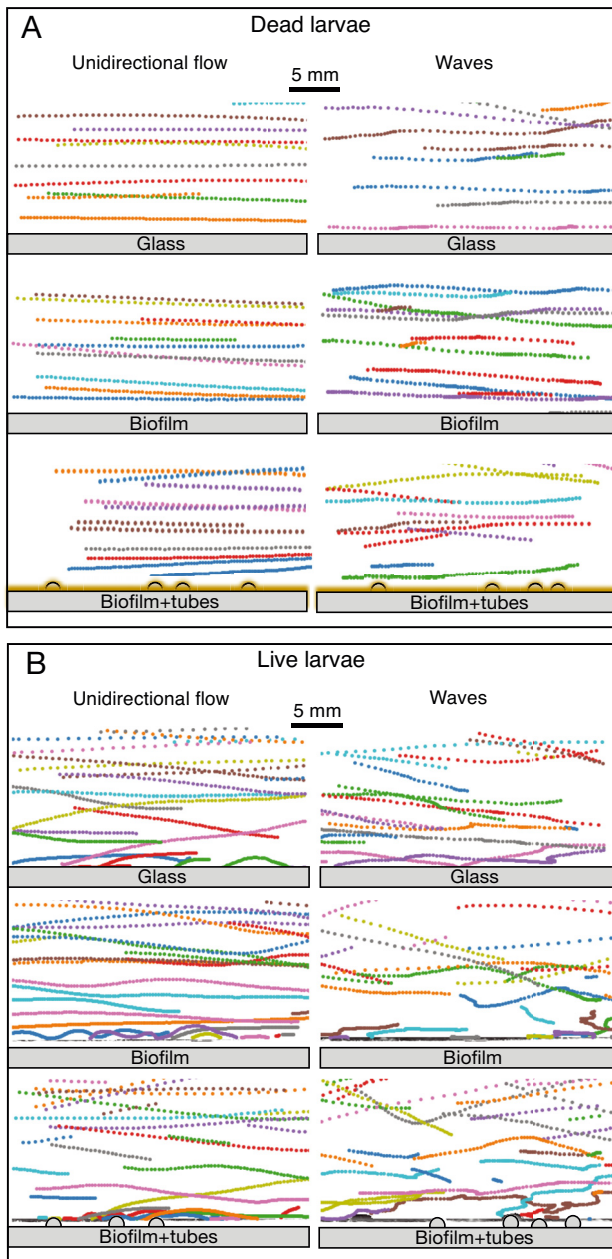 A
Dead larvae
Unidirectional flow
Waves
5 mm
Glass
Glass
Biofilm
Biofilm
Biofilm+tubes
Biofilm+tubes
B
Live larvae
Unidirectional flow
Waves
5 mm
Glass
Glass
Biofilm
Biofilm
Biofilm+tubes
Biofilm+tubes